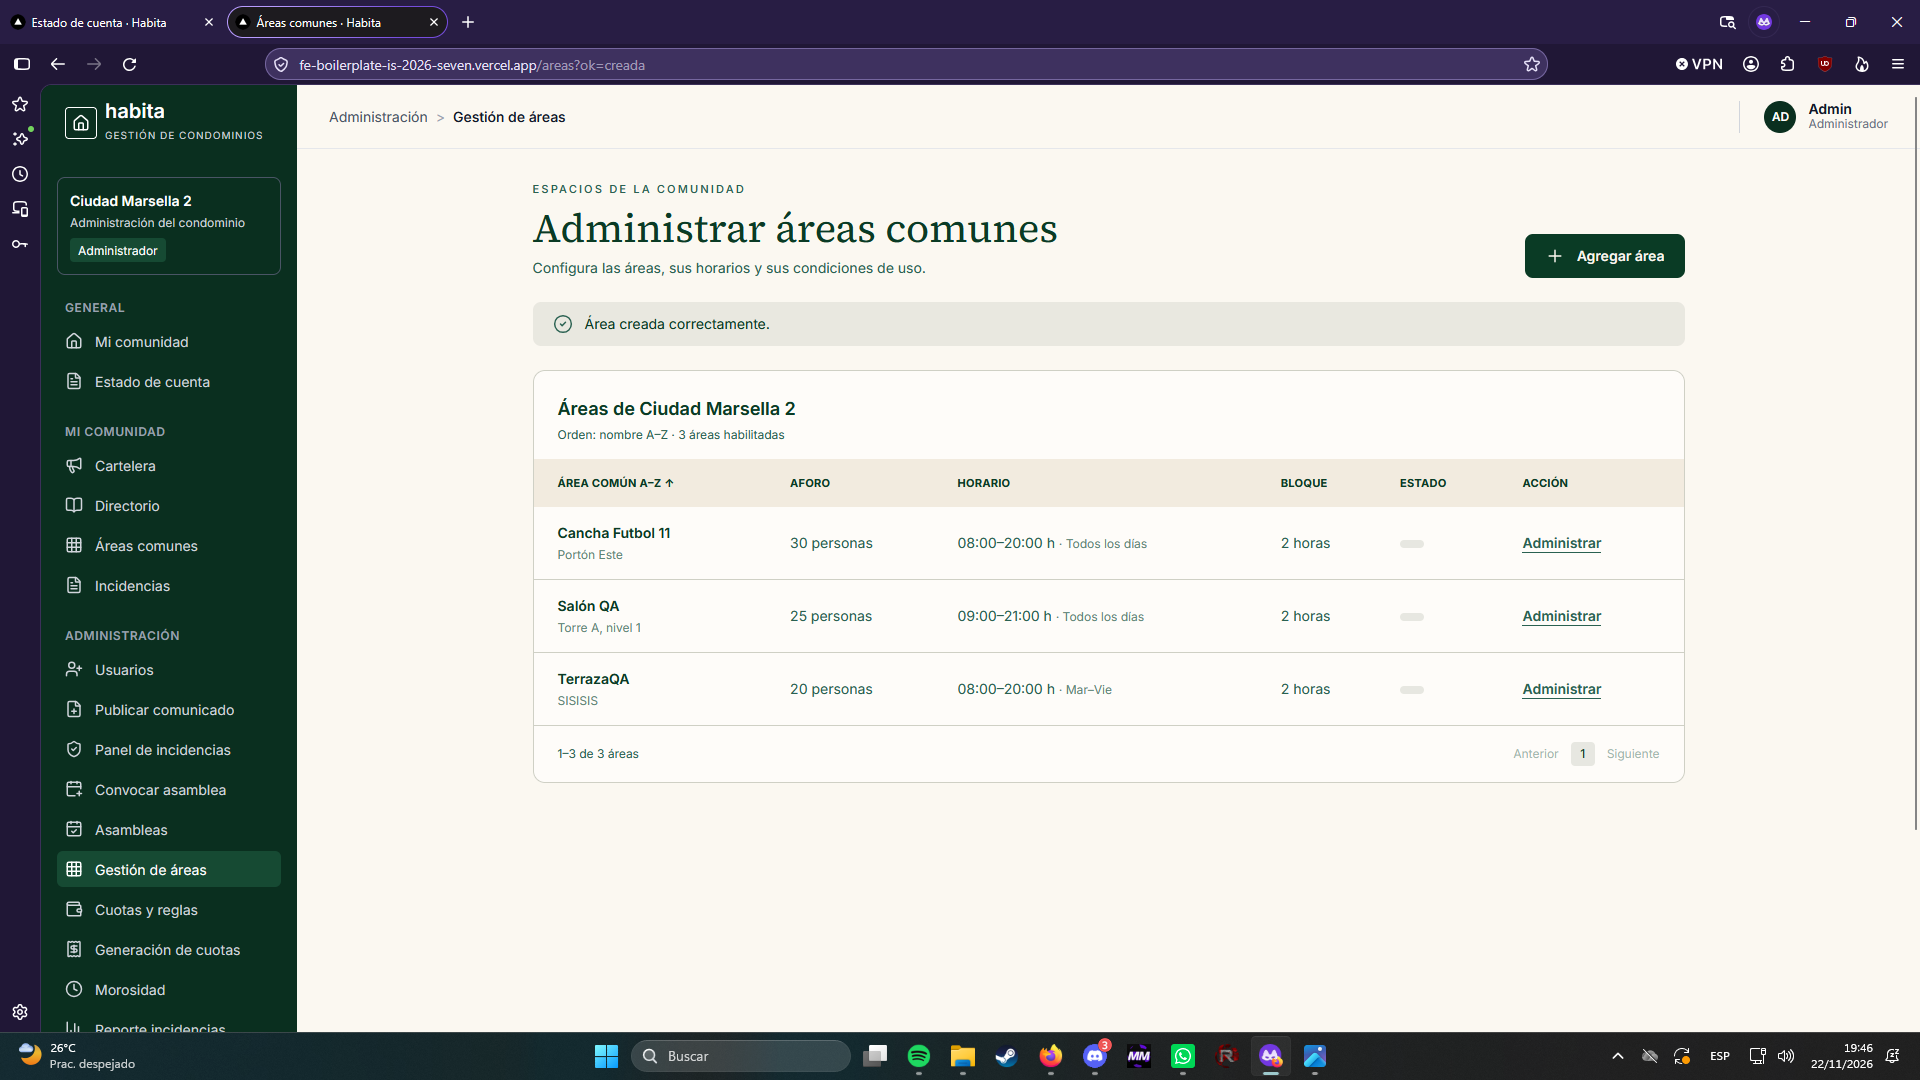 Estado de cuenta · Habita
Áreas comunes · Habita
fe-boilerplate-is-2026-seven.vercel.app/areas?ok=creada
VPN
habita
GESTIÓN DE CONDOMINIOS
Ciudad Marsella 2
Administración del condominio
Administrador
GENERAL
Mi comunidad
Estado de cuenta
MI COMUNIDAD
Cartelera
Directorio
Áreas comunes
Incidencias
ADMINISTRACIÓN
Usuarios
Publicar comunicado
Panel de incidencias
Convocar asamblea
Asambleas
Gestión de áreas
Cuotas y reglas
Generación de cuotas
Morosidad
Reporte incidencias
Administración > Gestión de áreas
AD
Admin
Administrador
ESPACIOS DE LA COMUNIDAD
Administrar áreas comunes
Configura las áreas, sus horarios y sus condiciones de uso.
Agregar área
Área creada correctamente.
Áreas de Ciudad Marsella 2
Orden: nombre A–Z · 3 áreas habilitadas
ÁREA COMÚN A–Z ↑ AFORO HORARIO BLOQUE ESTADO ACCIÓN
Cancha Futbol 11
Portón Este
30 personas 08:00–20:00 h · Todos los días 2 horas Administrar
Salón QA
Torre A, nivel 1
25 personas 09:00–21:00 h · Todos los días 2 horas Administrar
TerrazaQA
SISISIS
20 personas 08:00–20:00 h · Mar–Vie 2 horas Administrar
1–3 de 3 áreas
Anterior 1 Siguiente
26°C
Prac. despejado
Buscar
3
MM
ESP
19:46
22/11/2026